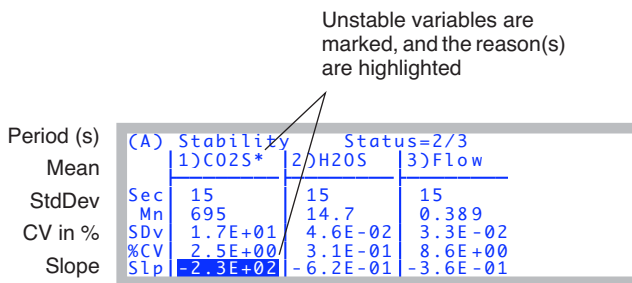 Unstable variables are
marked, and the reason(s)
are highlighted
Period (s)
Mean
StdDev
CV in %
Slope
(A) Stability Status=2/3
1)CO2S* 2)H2OS 3)Flow
Sec 15 15 15
Mn 695 14.7 0.389
SDv 1.7E+01 4.6E-02 3.3E-02
%CV 2.5E+00 3.1E-01 8.6E+00
Slp -2.3E+02 -6.2E-01 -3.6E-01